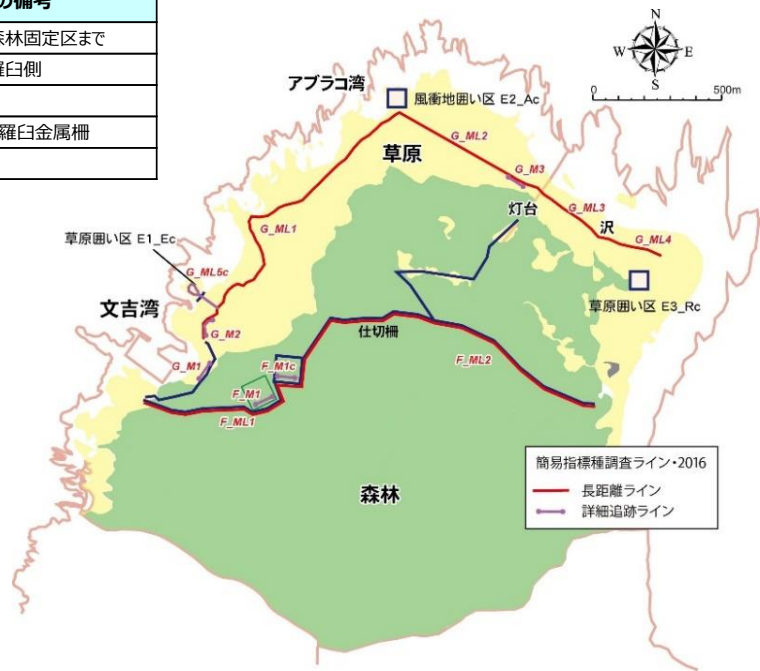 の備考
森林固定区まで
羅臼側
羅臼金属柵
N
W E
S
0 500m
アブラコ湾
風衝地囲い区 E2_Ac
G_ML2
草原
G_M3
灯台
G_ML3
沢
G_ML1
G_ML4
草原囲い区 E1_Ec
G_ML5c
草原囲い区 E3_Rc
文吉湾
G_M2
仕切柵
G_M1
F_M1c
F_ML2
F_M1
F_ML1
簡易指標種調査ライン・2016
長距離ライン
詳細追跡ライン
森林